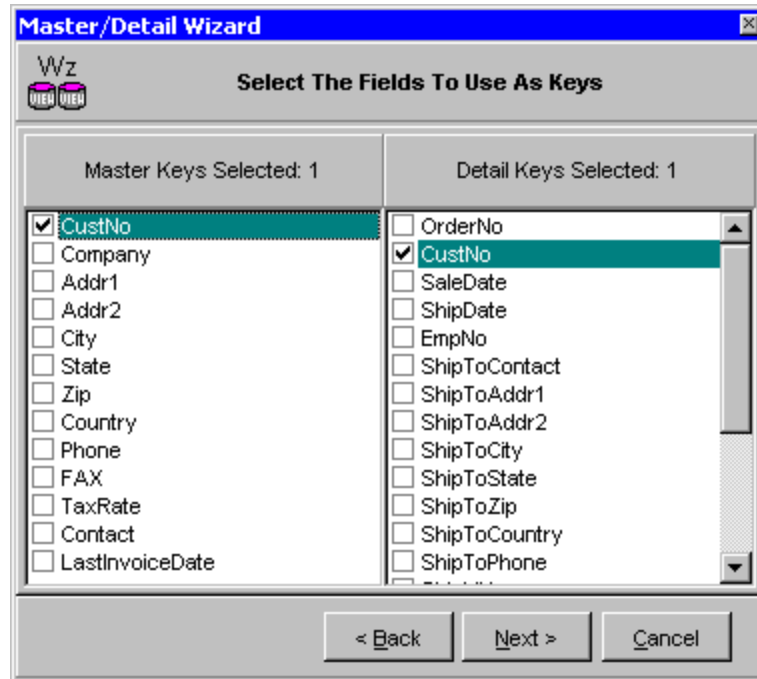 Master/Detail Wizard
Wz
VIEW VIEW
Select The Fields To Use As Keys
Master Keys Selected: 1
Detail Keys Selected: 1
CustNo
Company
Addr1
Addr2
City
State
Zip
Country
Phone
FAX
TaxRate
Contact
LastInvoiceDate
OrderNo
CustNo
SaleDate
ShipDate
EmpNo
ShipToContact
ShipToAddr1
ShipToAddr2
ShipToCity
ShipToState
ShipToZip
ShipToCountry
ShipToPhone
< Back
Next >
Cancel